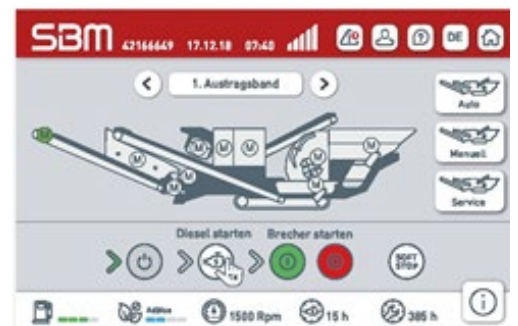 SBM 42166649 17.12.18 07:40 DE
1. Austragsband
Auto
Manuell
Service
Diesel starten Brecher starten
SOFT STOP
AdBlue 1500 Rpm 15 h 385 h